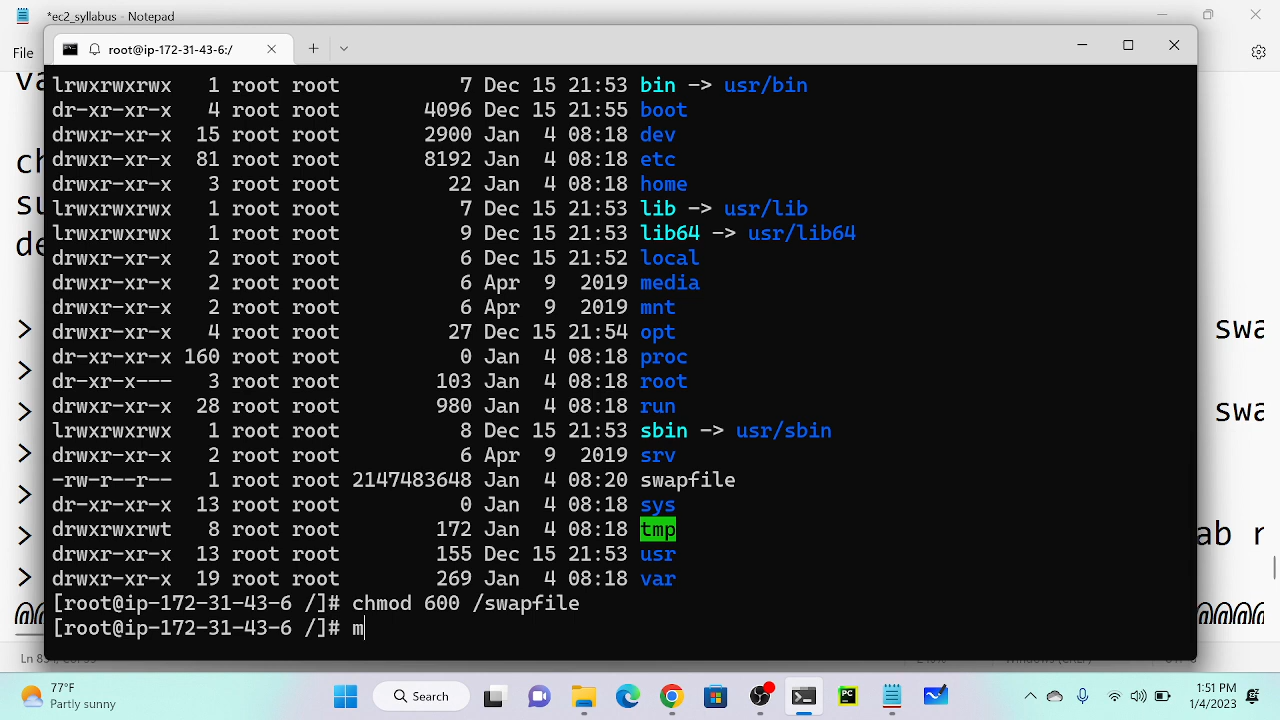 *ec2_syllabus - Notepad
File
root@ip-172-31-43-6:/
va
lrwxrwxrwx 1 root root 7 Dec 15 21:53 bin -> usr/bin
dr-xr-xr-x 4 root root 4096 Dec 15 21:55 boot
drwxr-xr-x 15 root root 2900 Jan 4 08:18 dev
drwxr-xr-x 81 root root 8192 Jan 4 08:18 etc
drwxr-xr-x 3 root root 22 Jan 4 08:18 home
lrwxrwxrwx 1 root root 7 Dec 15 21:53 lib -> usr/lib
lrwxrwxrwx 1 root root 9 Dec 15 21:53 lib64 -> usr/lib64
drwxr-xr-x 2 root root 6 Dec 15 21:52 local
drwxr-xr-x 2 root root 6 Apr 9 2019 media
drwxr-xr-x 2 root root 6 Apr 9 2019 mnt
drwxr-xr-x 4 root root 27 Dec 15 21:54 opt
dr-xr-xr-x 160 root root 0 Jan 4 08:18 proc
dr-xr-x--- 3 root root 103 Jan 4 08:18 root
drwxr-xr-x 28 root root 980 Jan 4 08:18 run
lrwxrwxrwx 1 root root 8 Dec 15 21:53 sbin -> usr/sbin
drwxr-xr-x 2 root root 6 Apr 9 2019 srv
-rw-r--r-- 1 root root 2147483648 Jan 4 08:20 swapfile
dr-xr-xr-x 13 root root 0 Jan 4 08:18 sys
drwxrwxrwt 8 root root 172 Jan 4 08:18 tmp
drwxr-xr-x 13 root root 155 Dec 15 21:53 usr
drwxr-xr-x 19 root root 269 Jan 4 08:18 var
[root@ip-172-31-43-6 /]# chmod 600 /swapfile
[root@ip-172-31-43-6 /]# m
77°F
Partly cloudy
Search
1:51 PM
1/4/2023